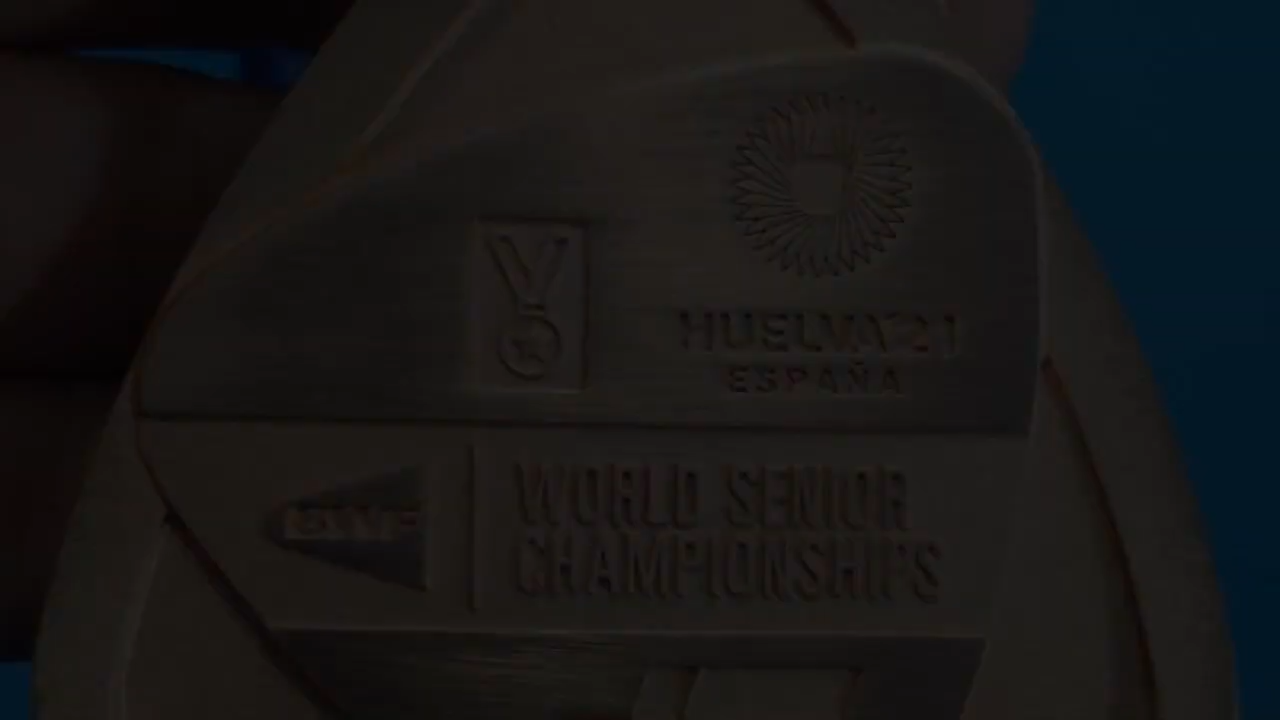 HUELVA'21
ESPAÑA
BWF
WORLD SENIOR
CHAMPIONSHIPS